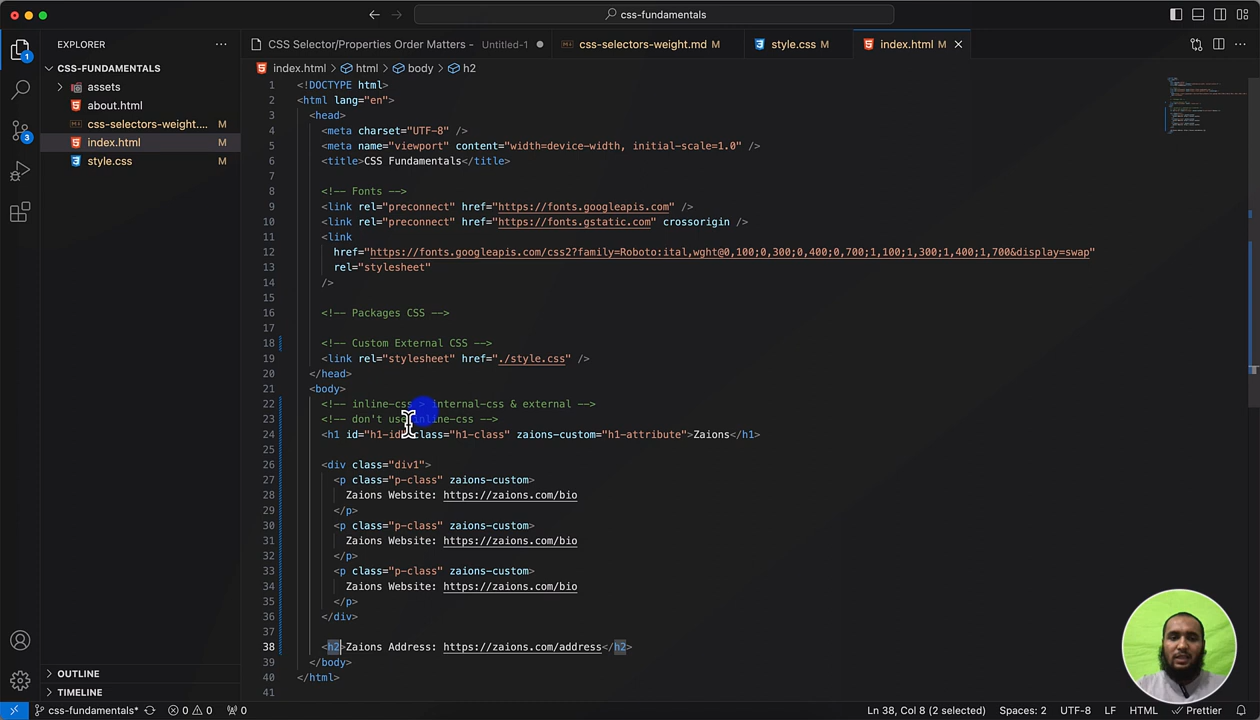 css-fundamentals
EXPLORER
CSS Selector/Properties Order Matters - Untitled-1
css-selectors-weight.md M
style.css M
index.html M
CSS-FUNDAMENTALS
assets
about.html
css-selectors-weight.... M
index.html M
style.css M
1
3
index.html > html > body > h2
1 <!DOCTYPE html>
2 <html lang="en">
3 <head>
4 <meta charset="UTF-8" />
5 <meta name="viewport" content="width=device-width, initial-scale=1.0" />
6 <title>CSS Fundamentals</title>
7
8 <!-- Fonts -->
9 <link rel="preconnect" href="https://fonts.googleapis.com" />
10 <link rel="preconnect" href="https://fonts.gstatic.com" crossorigin />
11 <link
12 href="https://fonts.googleapis.com/css2?family=Roboto:ital,wght@0,100;0,300;0,400;0,700;1,100;1,300;1,400;1,700&display=swap"
13 rel="stylesheet"
14 />
15
16 <!-- Packages CSS -->
17
18 <!-- Custom External CSS -->
19 <link rel="stylesheet" href="./style.css" />
20 </head>
21 <body>
22 <!-- inline-css > internal-css & external -->
23 <!-- don't use inline-css -->
24 <h1 id="h1-id" class="h1-class" zaions-custom="h1-attribute">Zaions</h1>
25
26 <div class="div1">
27 <p class="p-class" zaions-custom>
28 Zaions Website: https://zaions.com/bio
29 </p>
30 <p class="p-class" zaions-custom>
31 Zaions Website: https://zaions.com/bio
32 </p>
33 <p class="p-class" zaions-custom>
34 Zaions Website: https://zaions.com/bio
35 </p>
36 </div>
37
38 <h2>Zaions Address: https://zaions.com/address</h2>
39 </body>
40 </html>
41
OUTLINE
TIMELINE
css-fundamentals* 0 0 0
Ln 38, Col 8 (2 selected) Spaces: 2 UTF-8 LF HTML Prettier